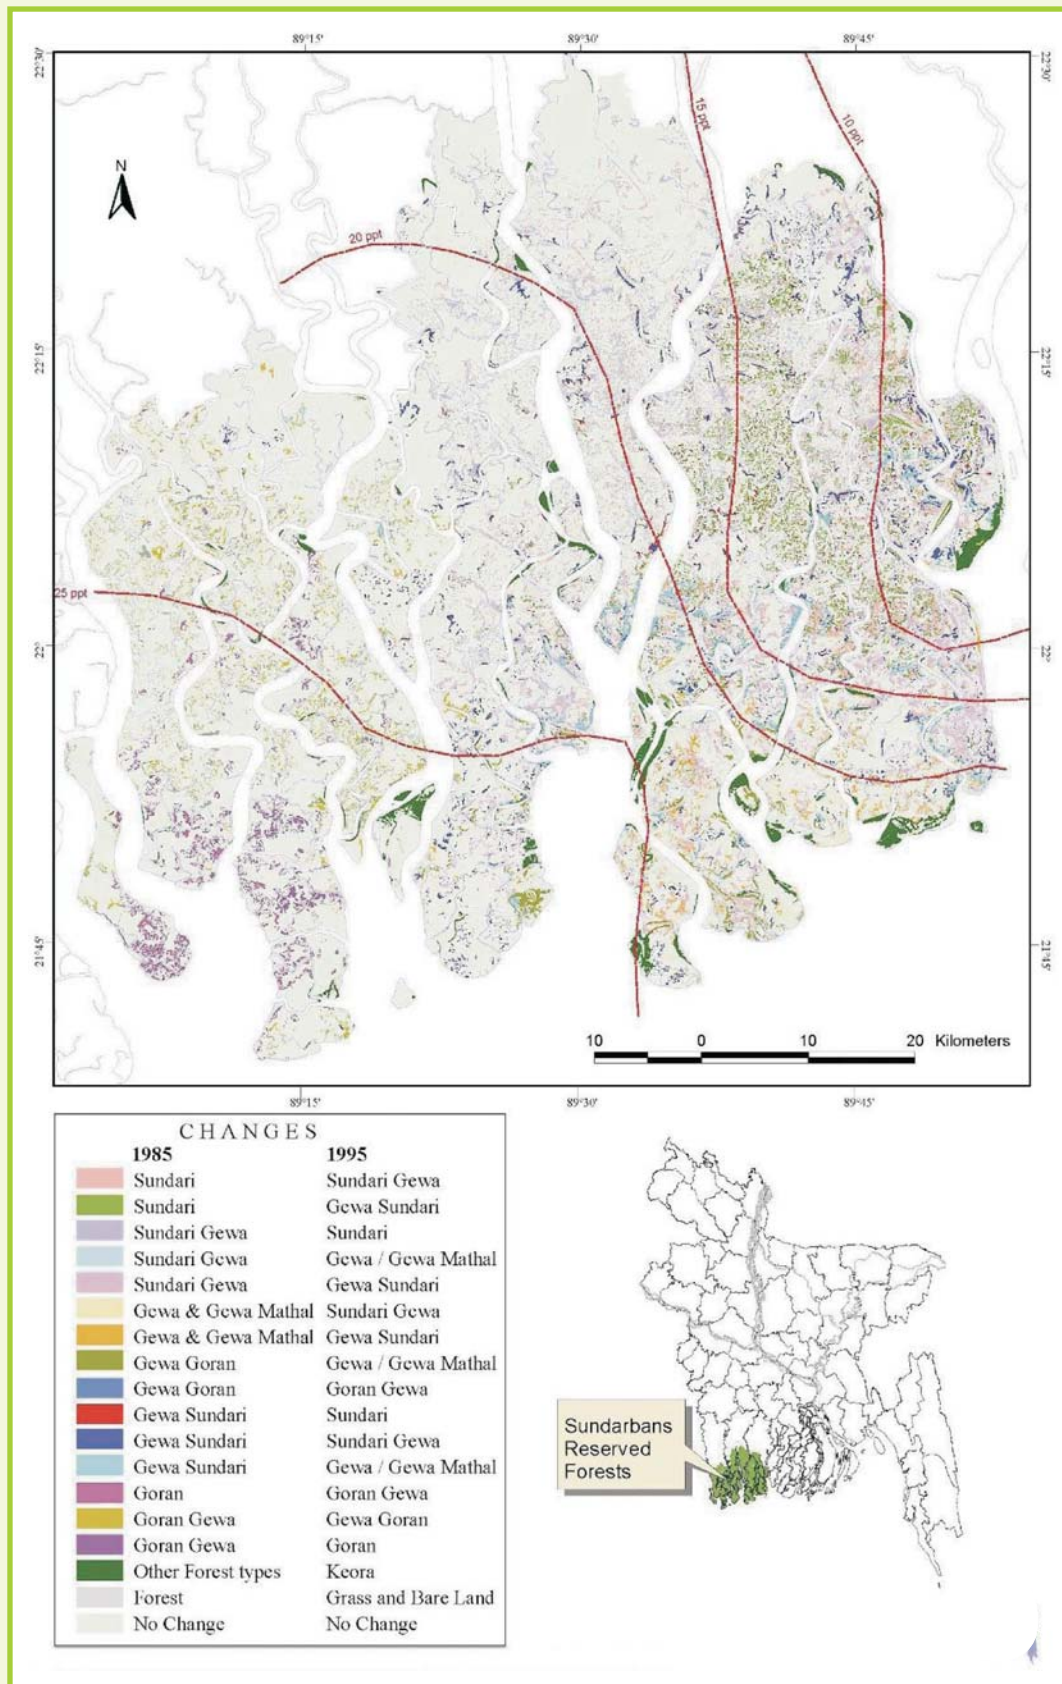 89°15' 89°30' 89°45'
22°30' 22°30'
15 ppt
10 ppt
N
20 ppt
22°15' 22°15'
25 ppt
22° 22°
21°45' 21°45'
10 0 10 20 Kilometers
89°15' 89°30' 89°45'
CHANGES
1985 1995
Sundari Sundari Gewa
Sundari Gewa Sundari
Sundari Gewa Sundari
Sundari Gewa Gewa / Gewa Mathal
Sundari Gewa Gewa Sundari
Gewa & Gewa Mathal Sundari Gewa
Gewa & Gewa Mathal Gewa Sundari
Gewa Goran Gewa / Gewa Mathal
Gewa Goran Goran Gewa
Gewa Sundari Sundari
Gewa Sundari Sundari Gewa
Gewa Sundari Gewa / Gewa Mathal
Goran Goran Gewa
Goran Gewa Gewa Goran
Goran Gewa Goran
Other Forest types Keora
Forest Grass and Bare Land
No Change No Change
Sundarbans
Reserved
Forests